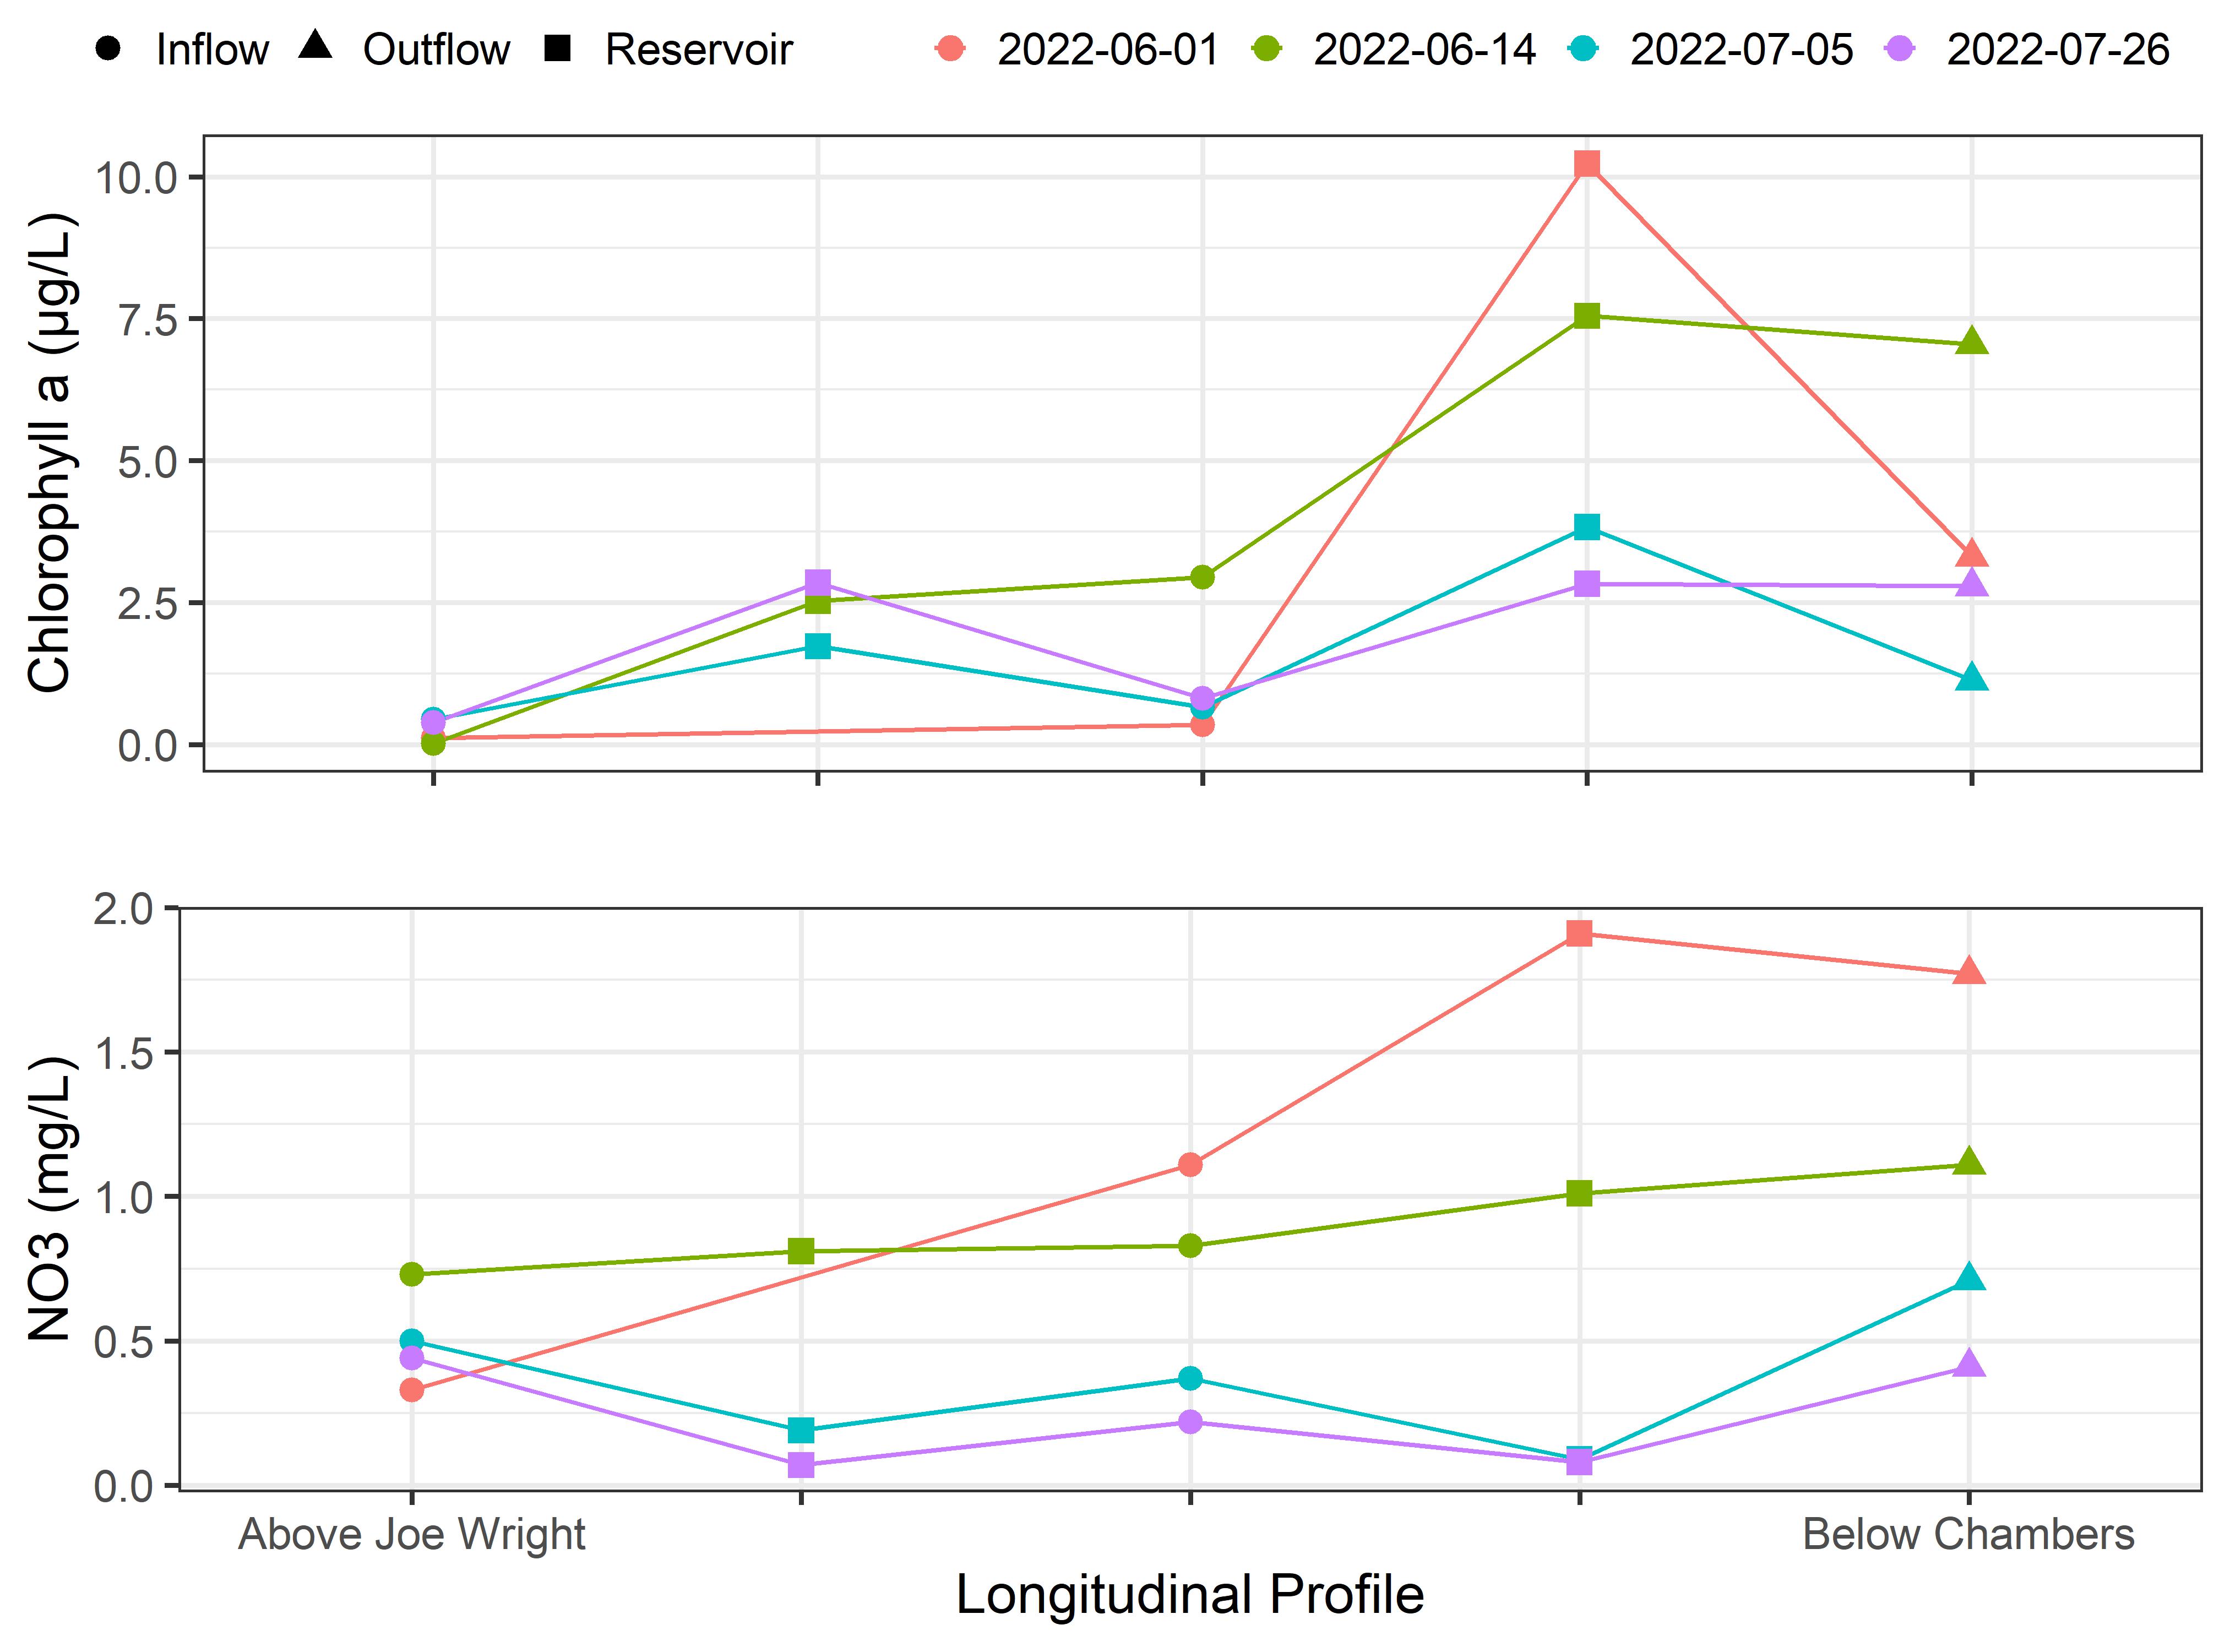 Inflow Outflow Reservoir 2022-06-01 2022-06-14 2022-07-05 2022-07-26
Chlorophyll a (µg/L)
10.0
7.5
5.0
2.5
0.0
NO3 (mg/L)
2.0
1.5
1.0
0.5
0.0
Above Joe Wright Below Chambers
Longitudinal Profile